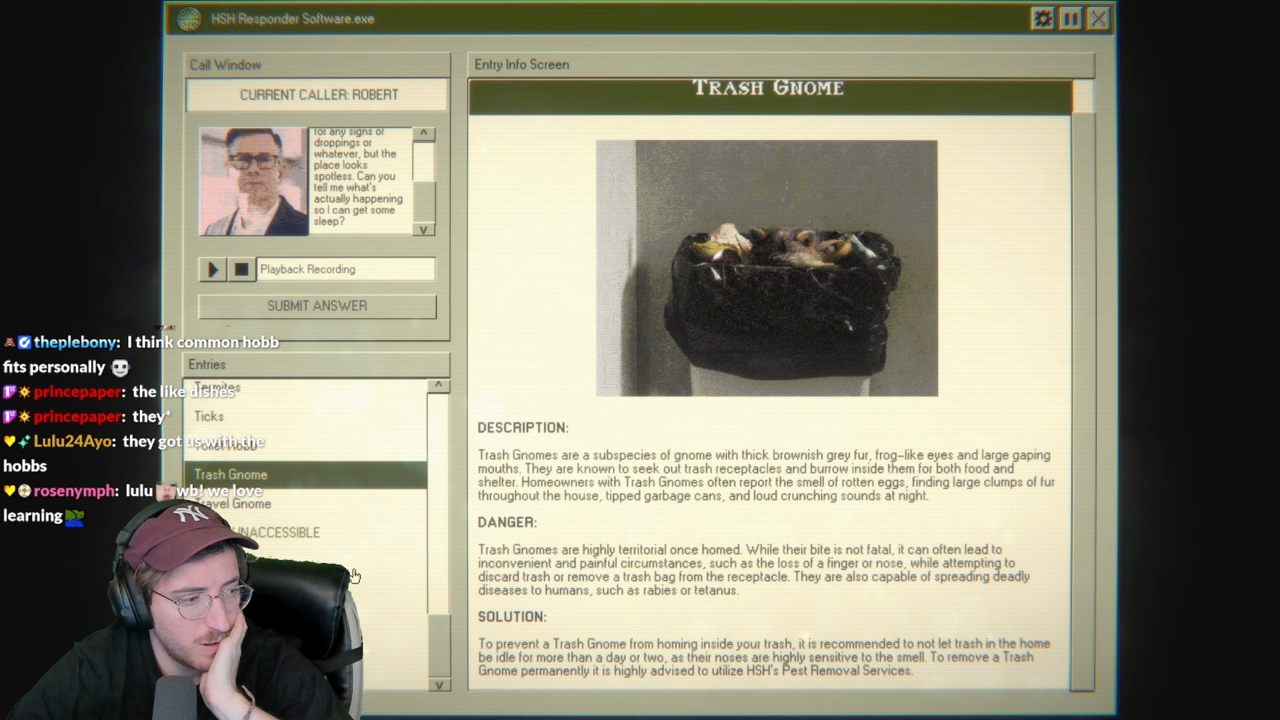 HSH Responder Software.exe
Call Window
CURRENT CALLER: ROBERT
for any signs of
droppings or
whatever, but the
place looks
spotless. Can you
tell me what's
actually happening
so I can get some
sleep?
Playback Recording
SUBMIT ANSWER
Entries
Termites
Ticks
Toilet Hobb
Trash Gnome
Travel Gnome
UNACCESSIBLE
Entry Info Screen
TRASH GNOME
DESCRIPTION:
Trash Gnomes are a subspecies of gnome with thick brownish grey fur, frog-like eyes and large gaping
mouths. They are known to seek out trash receptacles and burrow inside them for both food and
shelter. Homeowners with Trash Gnomes often report the smell of rotten eggs, finding large clumps of fur
throughout the house, tipped garbage cans, and loud crunching sounds at night.
DANGER:
Trash Gnomes are highly territorial once homed. While their bite is not fatal, it can often lead to
inconvenient and painful circumstances, such as the loss of a finger or nose, while attempting to
discard trash or remove a trash bag from the receptacle. They are also capable of spreading deadly
diseases to humans, such as rabies or tetanus.
SOLUTION:
To prevent a Trash Gnome from homing inside your trash, it is recommended to not let trash in the home
be idle for more than a day or two, as their noses are highly sensitive to the smell. To remove a Trash
Gnome permanently it is highly advised to utilize HSH's Pest Removal Services.
theplebony: I think common hobb
fits personally
princepaper: the like dishes
princepaper: they*
Lulu24Ayo: they got us with the
hobbs
rosenymph: lulu wb! we love
learning
NY